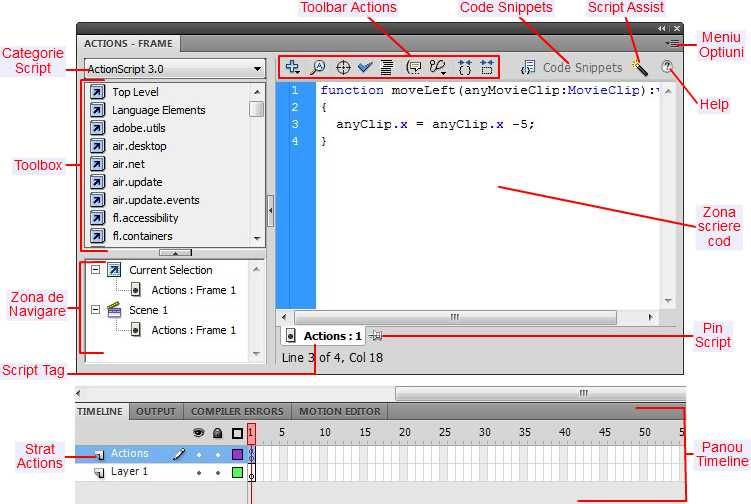 Toolbar Actions
Code Snippets
Script Assist
Categorie
Script
Meniu
Optiuni
ACTIONS - FRAME
ActionScript 3.0
Code Snippets
Help
Toolbox
Top Level
Language Elements
adobe.utils
air.desktop
air.net
air.update
air.update.events
fl.accessibility
fl.containers
1 function moveLeft(anyMovieClip:MovieClip):
2 {
3 anyClip.x = anyClip.x -5;
4 }
Zona
scriere
cod
Zona de
Navigare
Current Selection
Actions : Frame 1
Scene 1
Actions : Frame 1
Actions : 1
Pin
Script
Script Tag
Line 3 of 4, Col 18
TIMELINE OUTPUT COMPILER ERRORS MOTION EDITOR
1 5 10 15 20 25 30 35 40 45 50
Strat
Actions
Actions
Layer 1
Panou
Timeline